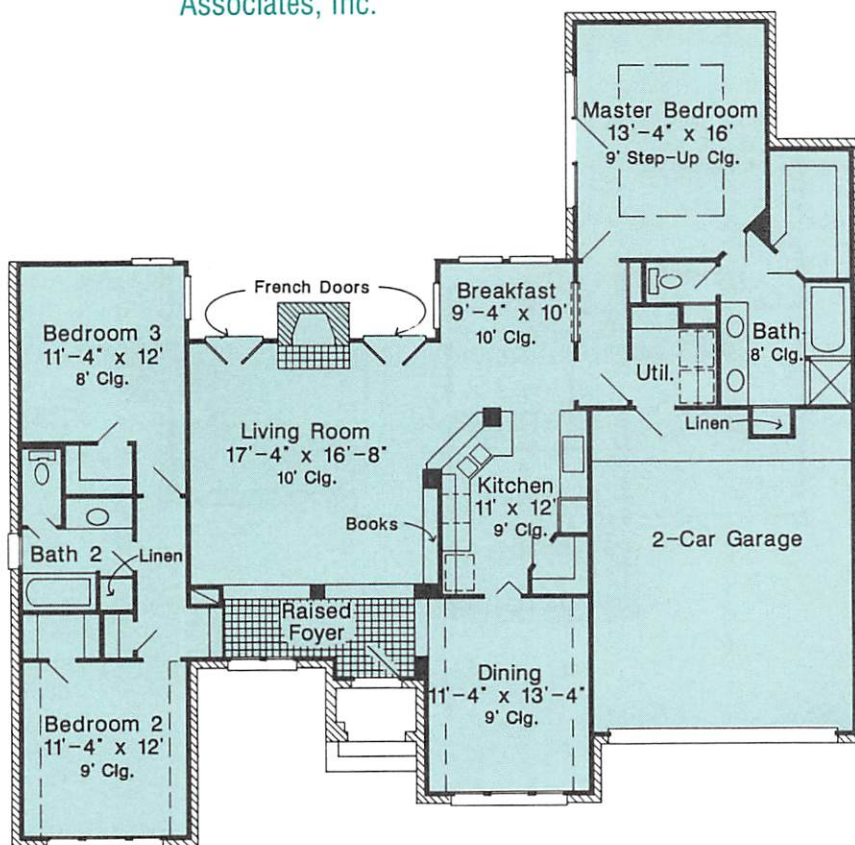 Associates, Inc.
Master Bedroom
13'-4" x 16'
9' Step-Up Clg.
French Doors
Breakfast
9'-4" x 10'
10' Clg.
Bedroom 3
11'-4" x 12'
8' Clg.
Bath
8' Clg.
Util.
Linen
Living Room
17'-4" x 16'-8"
10' Clg.
Kitchen
11' x 12'
9' Clg.
Books
2-Car Garage
Bath 2
Linen
Raised
Foyer
Dining
11'-4" x 13'-4"
9' Clg.
Bedroom 2
11'-4" x 12'
9' Clg.